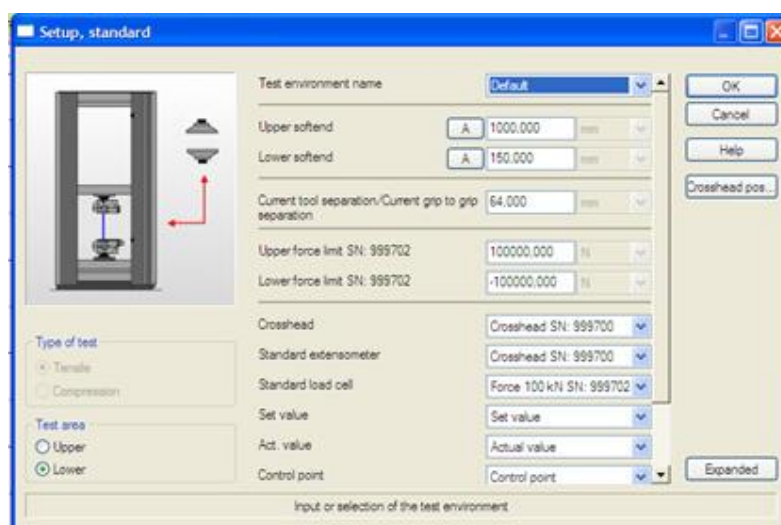 Setup, standard
Test environment name
Default
OK
Cancel
Help
Crosshead pos...
Upper softend
A
1000.000
mm
Lower softend
A
150.000
mm
Current tool separation/Current grip to grip
separation
64.000
mm
Upper force limit SN: 999702
100000.000
N
Lower force limit SN: 999702
-100000.000
N
Crosshead
Crosshead SN: 999700
Standard extensometer
Crosshead SN: 999700
Standard load cell
Force 100 kN SN: 999702
Set value
Set value
Act. value
Actual value
Control point
Control point
Type of test
Tensile
Compression
Test area
Upper
Lower
Expanded
Input or selection of the test environment